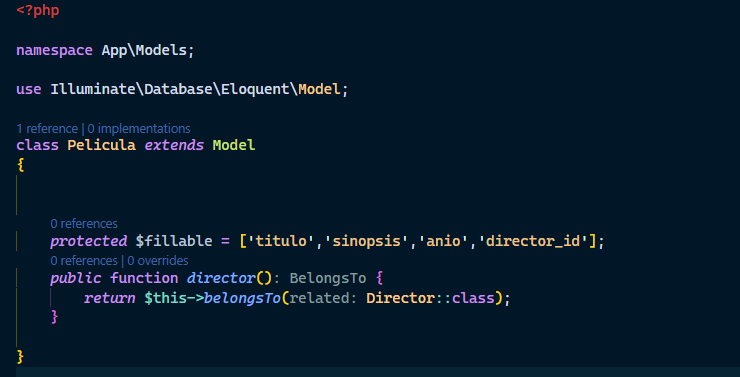 <?php
namespace App\Models;
use Illuminate\Database\Eloquent\Model;
1 reference | 0 implementations
class Pelicula extends Model
{
0 references
protected $fillable = ['titulo','sinopsis','anio','director_id'];
0 references | 0 overrides
public function director(): BelongsTo {
return $this->belongsTo(related: Director::class);
}
}